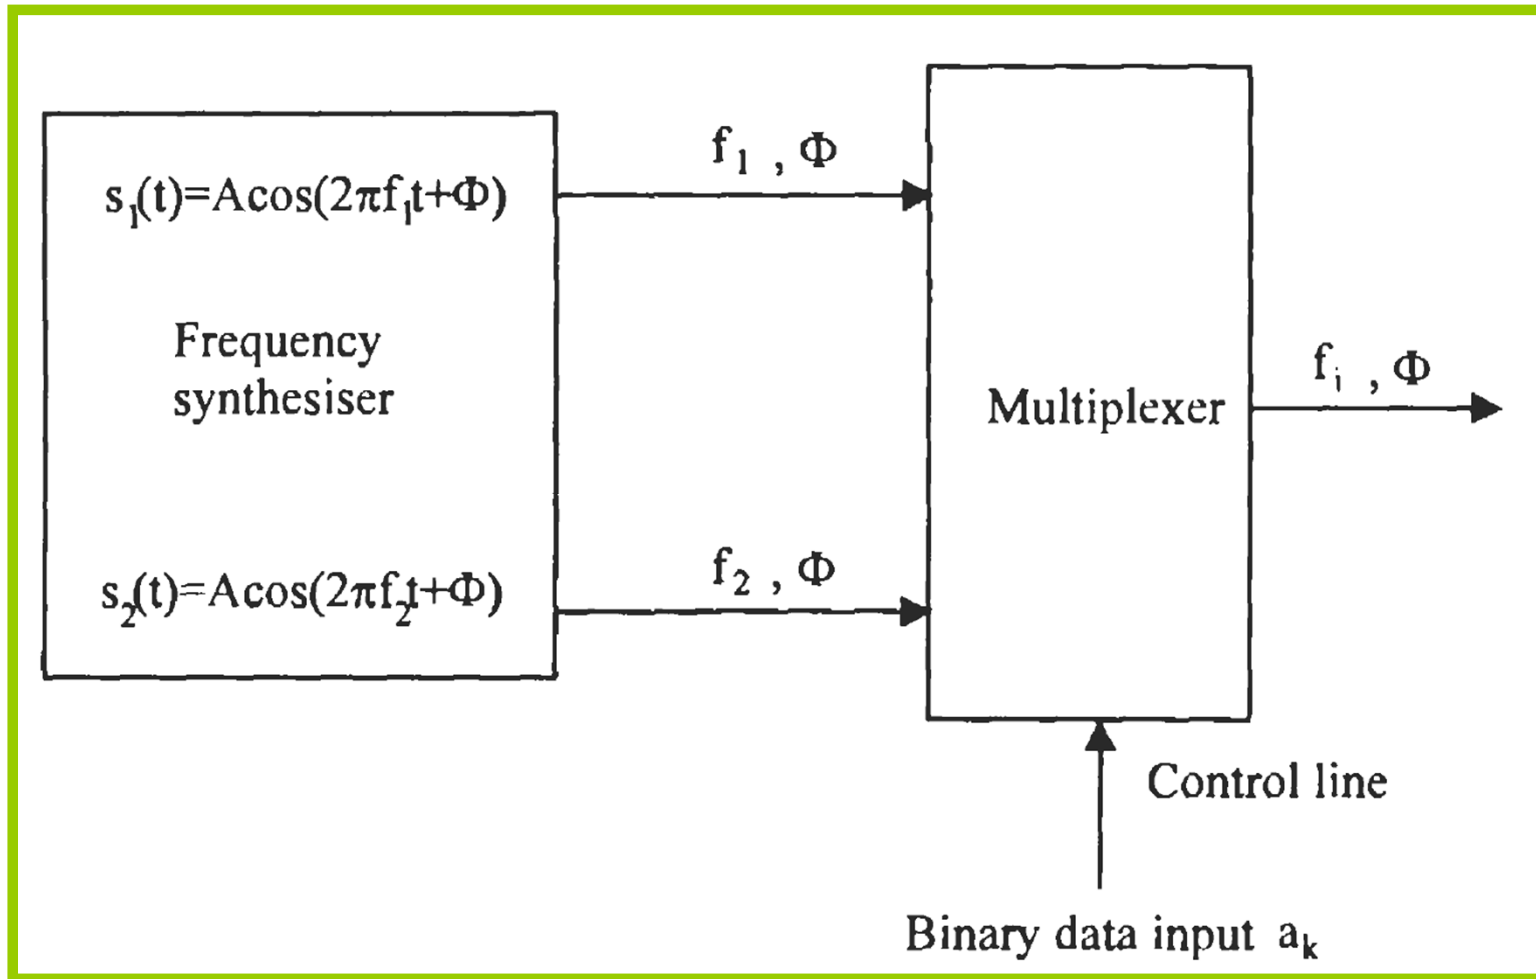 s₁(t)=Acos(2πf₁t+Φ)
f₁ , Φ
Frequency
synthesiser
Multiplexer
fᵢ , Φ
s₂(t)=Acos(2πf₂t+Φ)
f₂ , Φ
Control line
Binary data input aₖ